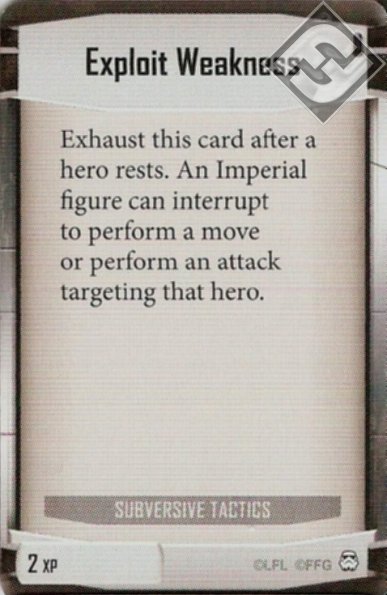 Exploit Weakness
Exhaust this card after a
hero rests. An Imperial
figure can interrupt
to perform a move
or perform an attack
targeting that hero.
SUBVERSIVE TACTICS
2 XP
©LFL ©FFG